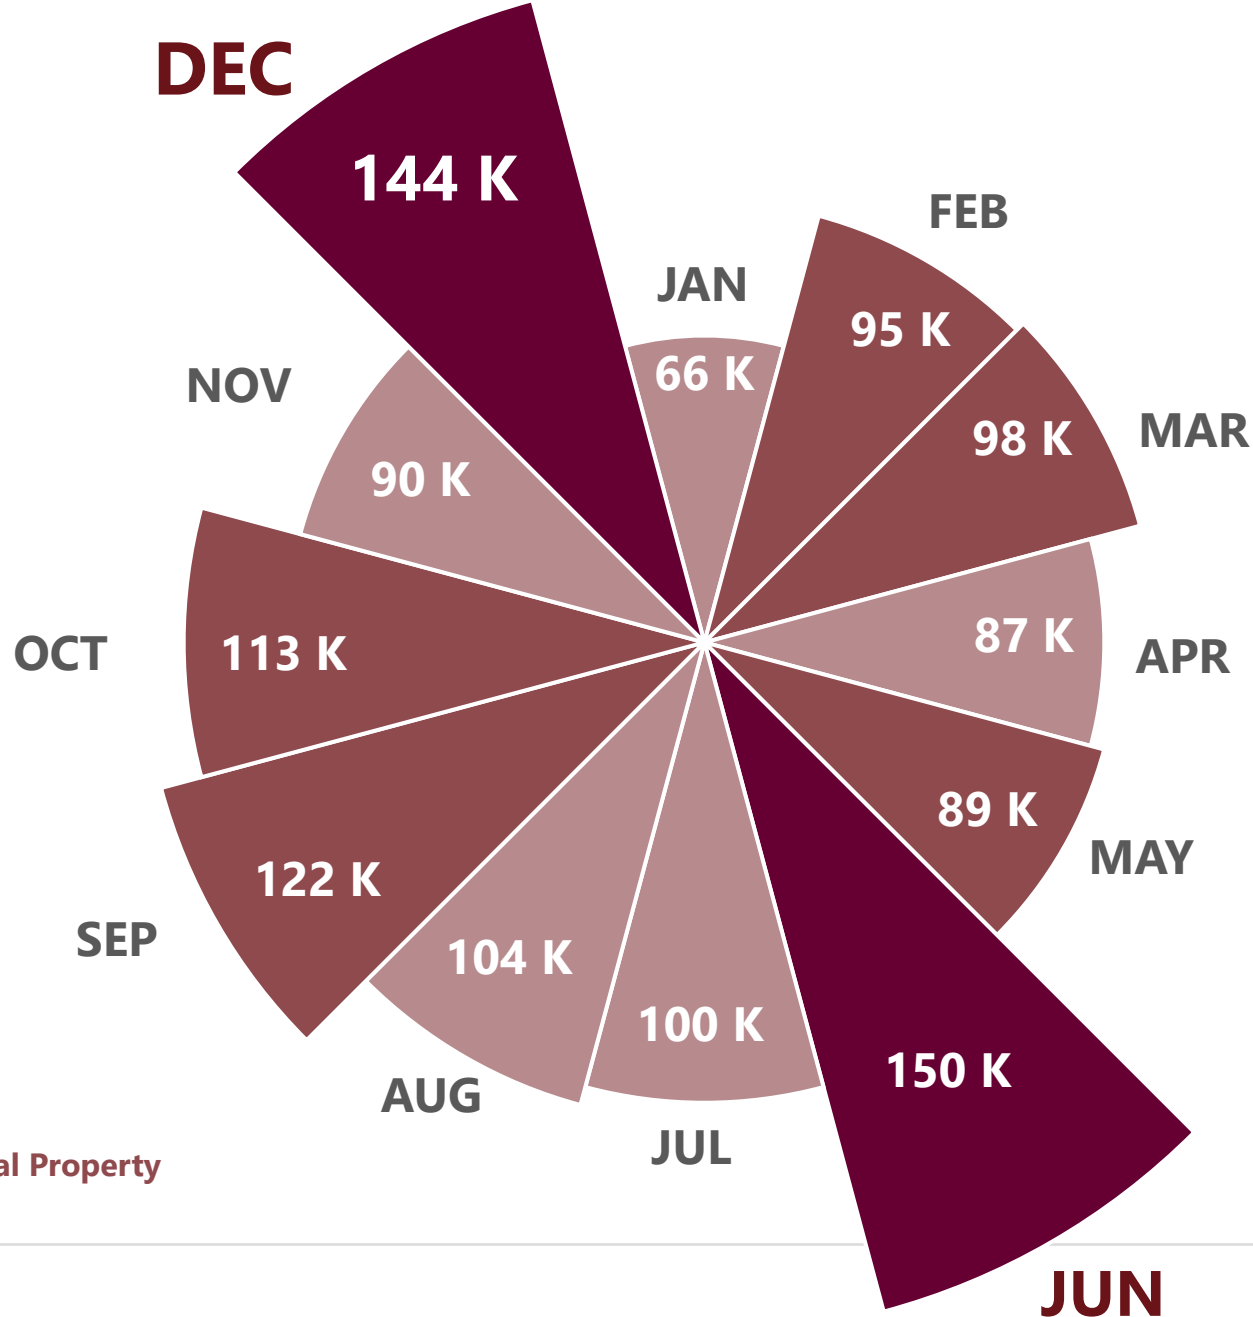 DEC
144 K
FEB
JAN
95 K
66 K
NOV
MAR
98 K
90 K
OCT
113 K
87 K
APR
89 K
MAY
122 K
SEP
104 K
100 K
150 K
AUG
JUL
al Property
JUN